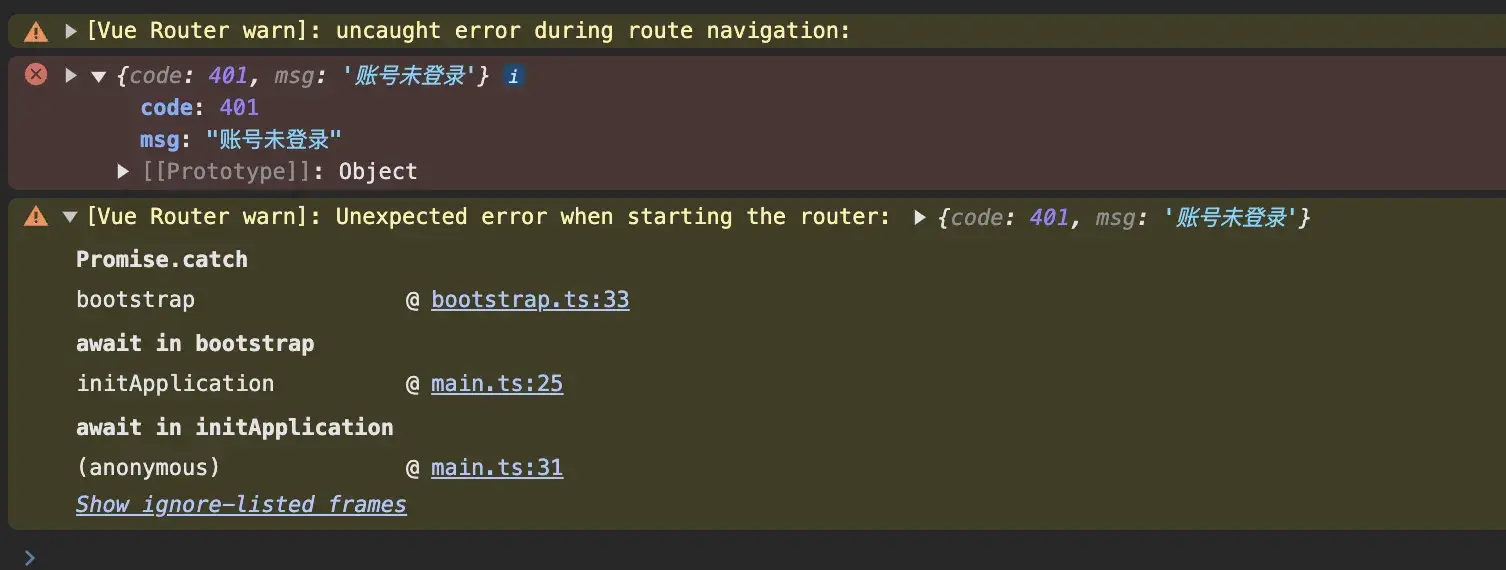 [Vue Router warn]: uncaught error during route navigation:
{code: 401, msg: '账号未登录'} i
code: 401
msg: "账号未登录"
[[Prototype]]: Object
[Vue Router warn]: Unexpected error when starting the router: {code: 401, msg: '账号未登录'}
Promise.catch
bootstrap @ bootstrap.ts:33
await in bootstrap
initApplication @ main.ts:25
await in initApplication
(anonymous) @ main.ts:31
Show ignore-listed frames